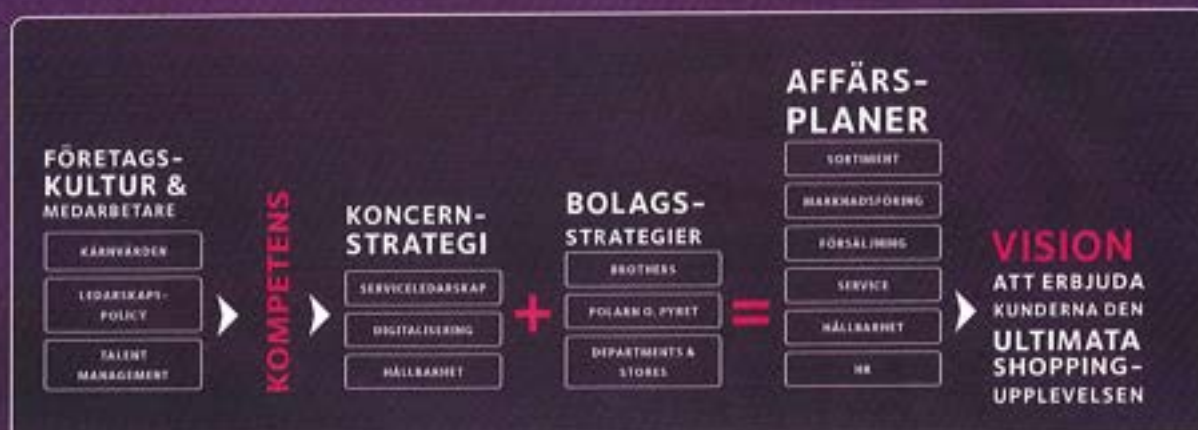 FÖRETAGS-
KULTUR &
MEDARBETARE
KÄRNVÄRDEN
LEDARSKAPS-
POLICY
TALENT
MANAGEMENT
KOMPETENS
KONCERN-
STRATEGI
SERVICELEDARSKAP
DIGITALISERING
HÅLLBARHET
+
BOLAGS-
STRATEGIER
BROTHERS
POLARN O. PYRET
DEPARTMENTS &
STORES
=
AFFÄRS-
PLANER
SORTIMENT
MARKNADSFÖRING
FÖRSÄLJNING
SERVICE
HÅLLBARHET
HR
VISION
ATT ERBJUDA
KUNDERNA DEN
ULTIMATA
SHOPPING-
UPPLEVELSEN